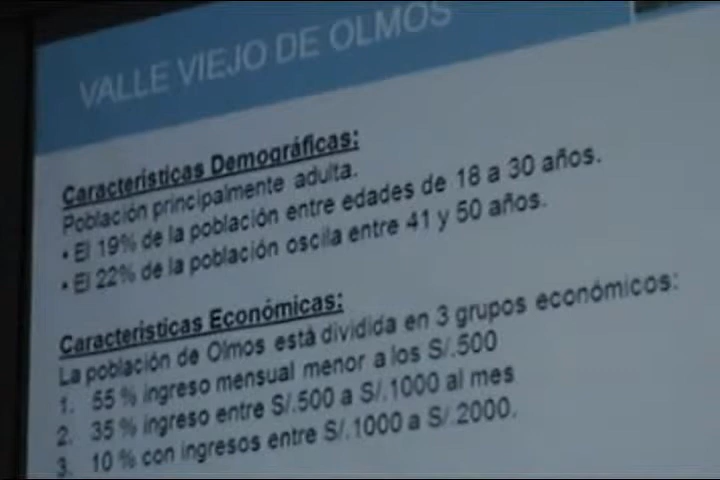 VALLE VIEJO DE OLMOS
Caracteristicas Demográficas:
Población principalmente adulta.
• El 19% de la población entre edades de 18 a 30 años.
• El 22% de la población oscila entre 41 y 50 años.
Caracteristicas Económicas:
La población de Olmos està dividida en 3 grupos económicos:
1. 55 % ingreso mensual menor a los S/.500
2. 35 % ingreso entre S/.500 a S/.1000 al mes
3. 10 % con ingresos entre S/.1000 a S/.2000.